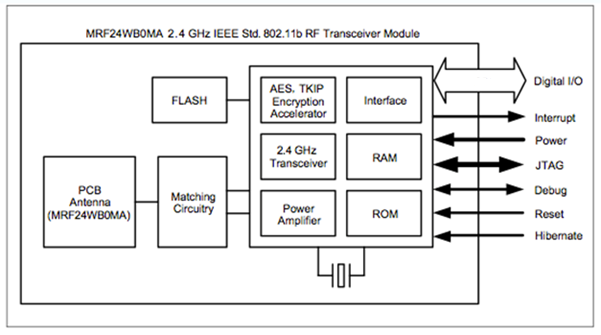 MRF24WB0MA 2.4 GHz IEEE Std. 802.11b RF Transceiver Module
FLASH
AES, TKIP
Encryption
Accelerator
Interface
2.4 GHz
Transceiver
RAM
Power
Amplifier
ROM
PCB
Antenna
(MRF24WB0MA)
Matching
Circuitry
Digital I/O
Interrupt
Power
JTAG
Debug
Reset
Hibernate